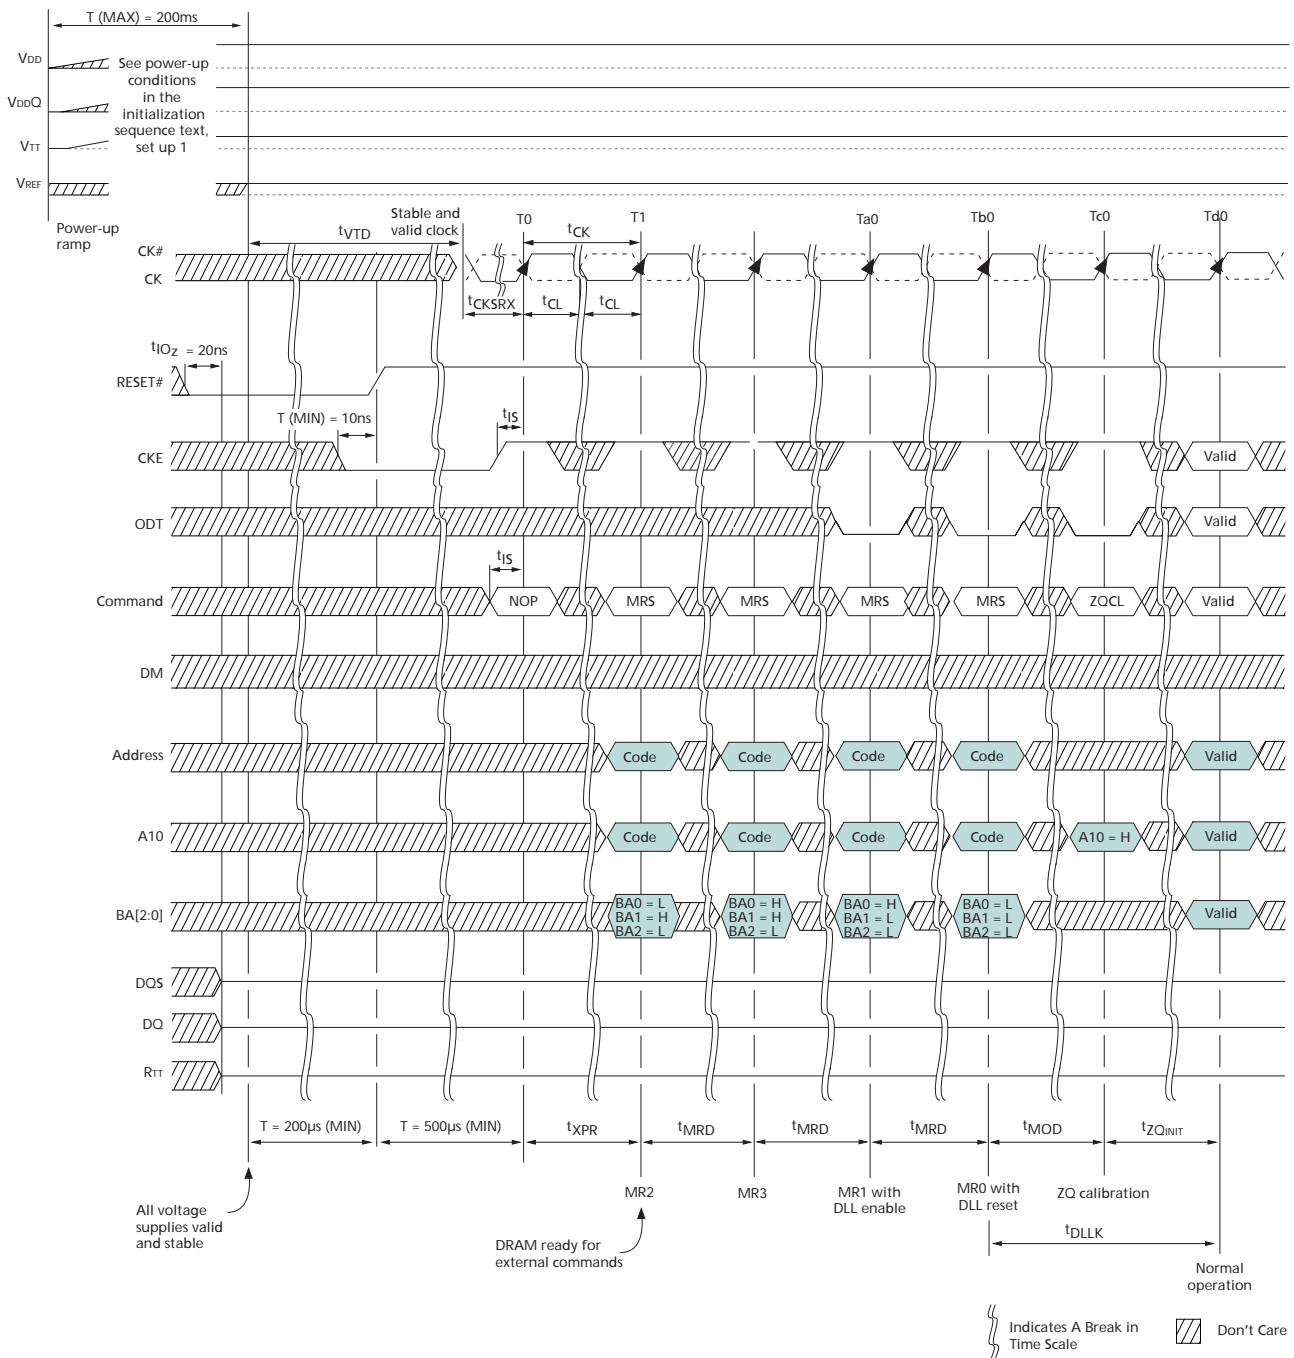 T (MAX) = 200ms
VDD
See power-up
conditions
in the
initialization
sequence text,
set up 1
VDDQ
VTT
VREF
Power-up
ramp
tVTD
Stable and
valid clock
T0
T1
Ta0
Tb0
Tc0
Td0
tCK
CK#
CK
tCKSRX
tCL
tCL
tIOZ = 20ns
RESET#
T (MIN) = 10ns
tIS
CKE
Valid
ODT
Valid
tIS
Command
NOP
MRS
MRS
MRS
MRS
ZQCL
Valid
DM
Address
Code
Code
Code
Code
Valid
A10
Code
Code
Code
Code
A10 = H
Valid
BA[2:0]
BA0 = L
BA1 = H
BA2 = L
BA0 = H
BA1 = H
BA2 = L
BA0 = H
BA1 = L
BA2 = L
BA0 = L
BA1 = L
BA2 = L
Valid
DQS
DQ
RTT
T = 200µs (MIN)
T = 500µs (MIN)
tXPR
tMRD
tMRD
tMRD
tMOD
tZQINIT
MR2
MR3
MR1 with
DLL enable
MR0 with
DLL reset
ZQ calibration
All voltage
supplies valid
and stable
DRAM ready for
external commands
tDLLK
Normal
operation
Indicates A Break in
Time Scale
Don't Care